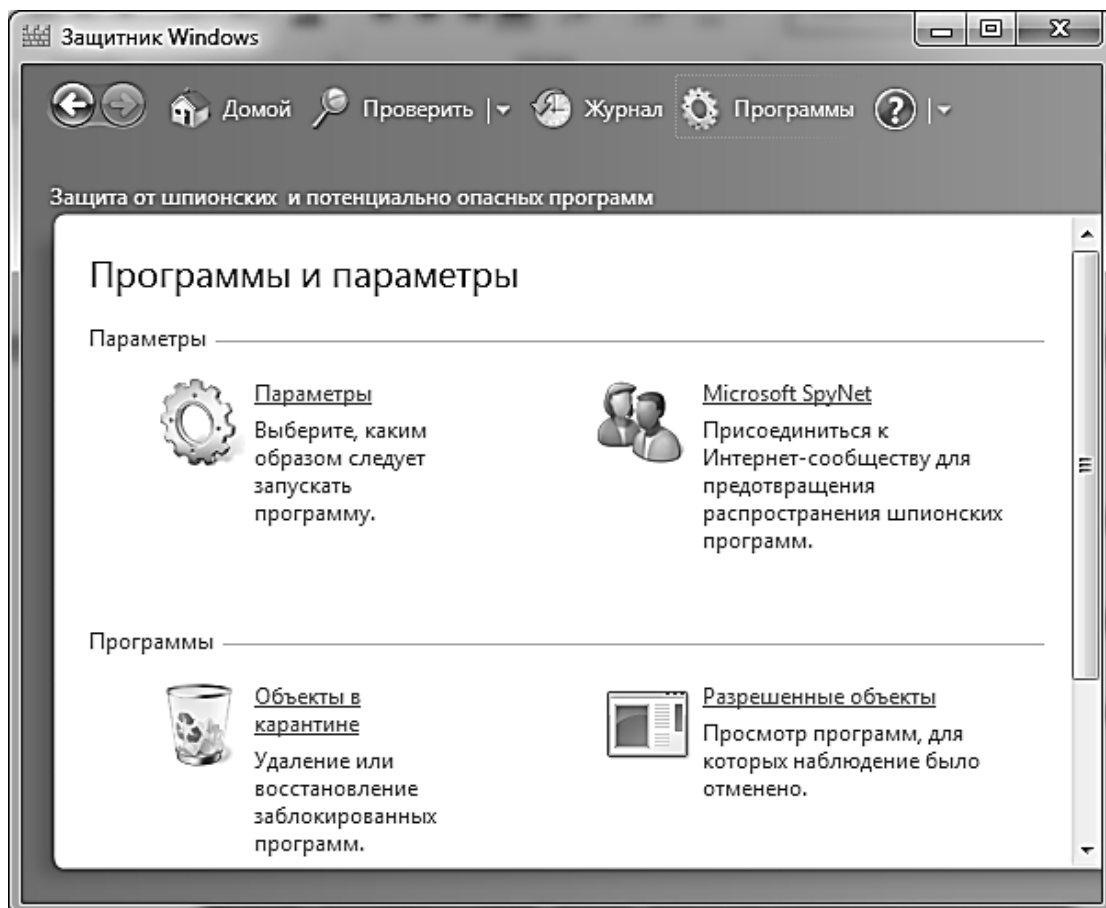 Защитник Windows
Домой Проверить Журнал Программы ?
Защита от шпионских и потенциально опасных программ
Программы и параметры
Параметры
Параметры
Выберите, каким
образом следует
запускать
программу.
Microsoft SpyNet
Присоединиться к
Интернет-сообществу для
предотвращения
распространения шпионских
программ.
Программы
Объекты в
карантине
Удаление или
восстановление
заблокированных
программ.
Разрешенные объекты
Просмотр программ, для
которых наблюдение было
отменено.